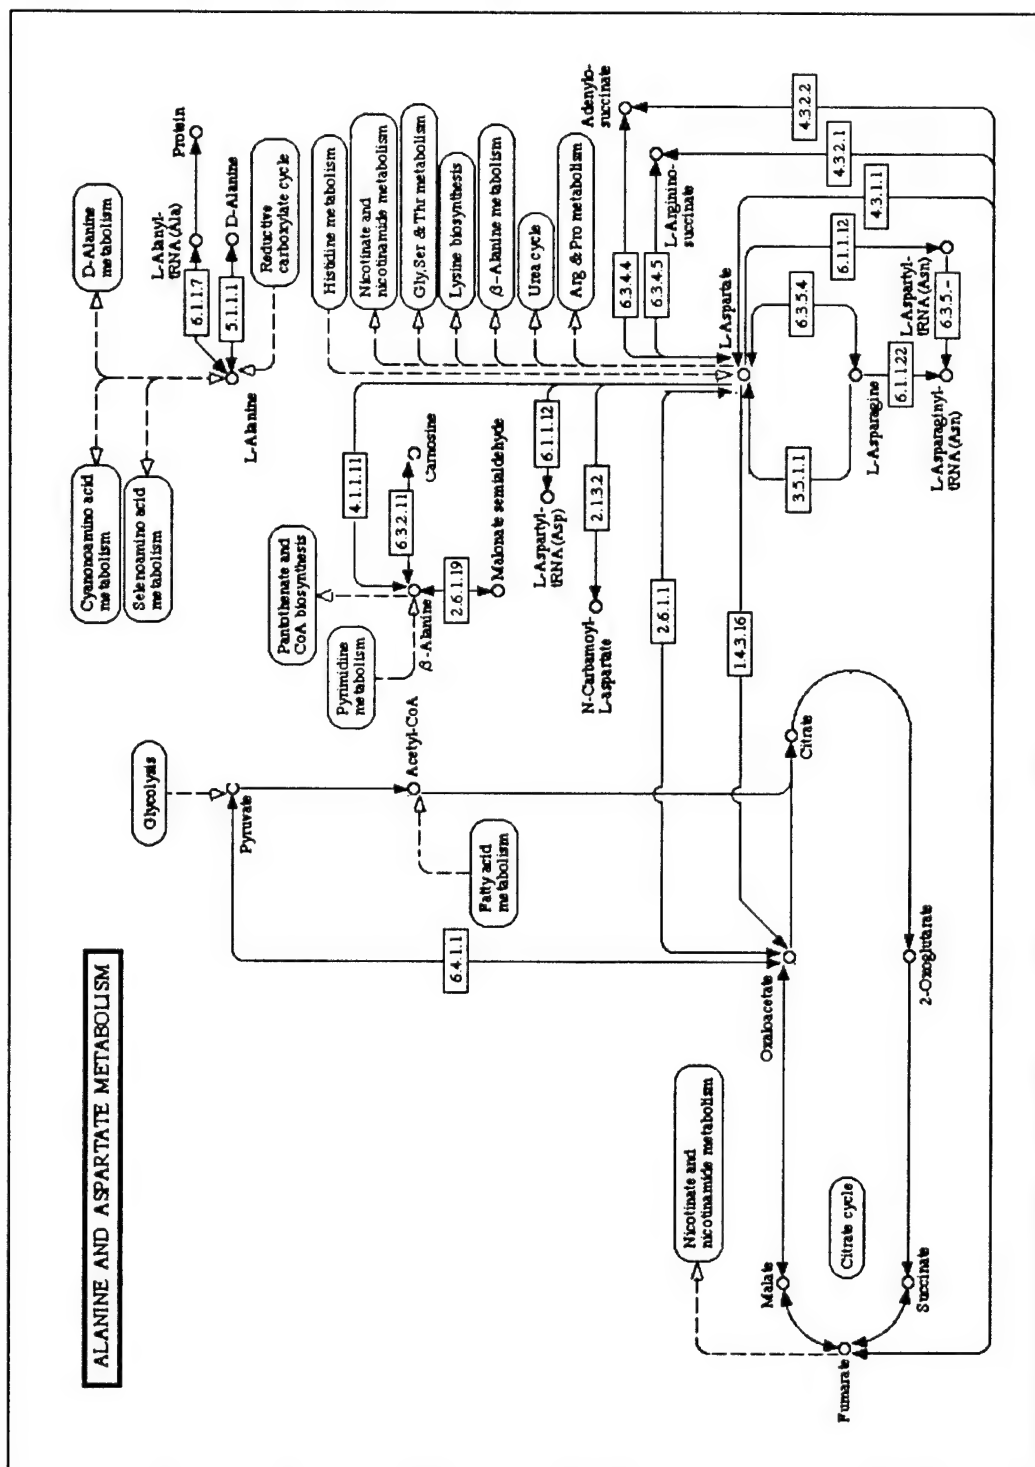 ALANINE AND ASPARTATE METABOLISM
Glycolysis
Pyruvate
6.4.1.1
Acetyl-CoA
Fatty acid
metabolism
Cyanonoamino acid
metabolism
Selenoamino acid
metabolism
D-Alanine
metabolism
L-Alanyl-
tRNA (Ala)
Protein
6.1.1.7
5.1.1.1
D-Alanine
L-Alanine
Reductive
carboxylate cycle
Pantothenate and
CoA biosynthesis
Pyrimidine
metabolism
β-Alanine
4.1.1.11
6.3.2.11
Carnosine
2.6.1.19
Malonate semialdehyde
Histidine metabolism
Nicotinate and
nicotinamide metabolism
Gly,Ser & Thr metabolism
Lysine biosynthesis
β-Alanine metabolism
Urea cycle
Arg & Pro metabolism
L-Aspartyl-
tRNA (Asp)
6.1.1.12
N-Carbamoyl-
L-aspartate
2.1.3.2
Adenylo-
succinate
6.3.4.4
6.3.4.5
L-Arginino-
succinate
4.3.2.2
4.3.2.1
4.3.1.1
2.6.1.1
1.4.3.16
L-Aspartate
6.1.1.12
6.3.5.4
3.5.1.1
L-Asparagine
6.1.1.22
L-Aspartyl-
tRNA (Asn)
6.3.5.-
L-Asparaginyl-
tRNA (Asn)
Nicotinate and
nicotinamide metabolism
Oxaloacetate
Citrate
Malate
Citrate cycle
Fumarate
Succinate
2-Oxoglutarate